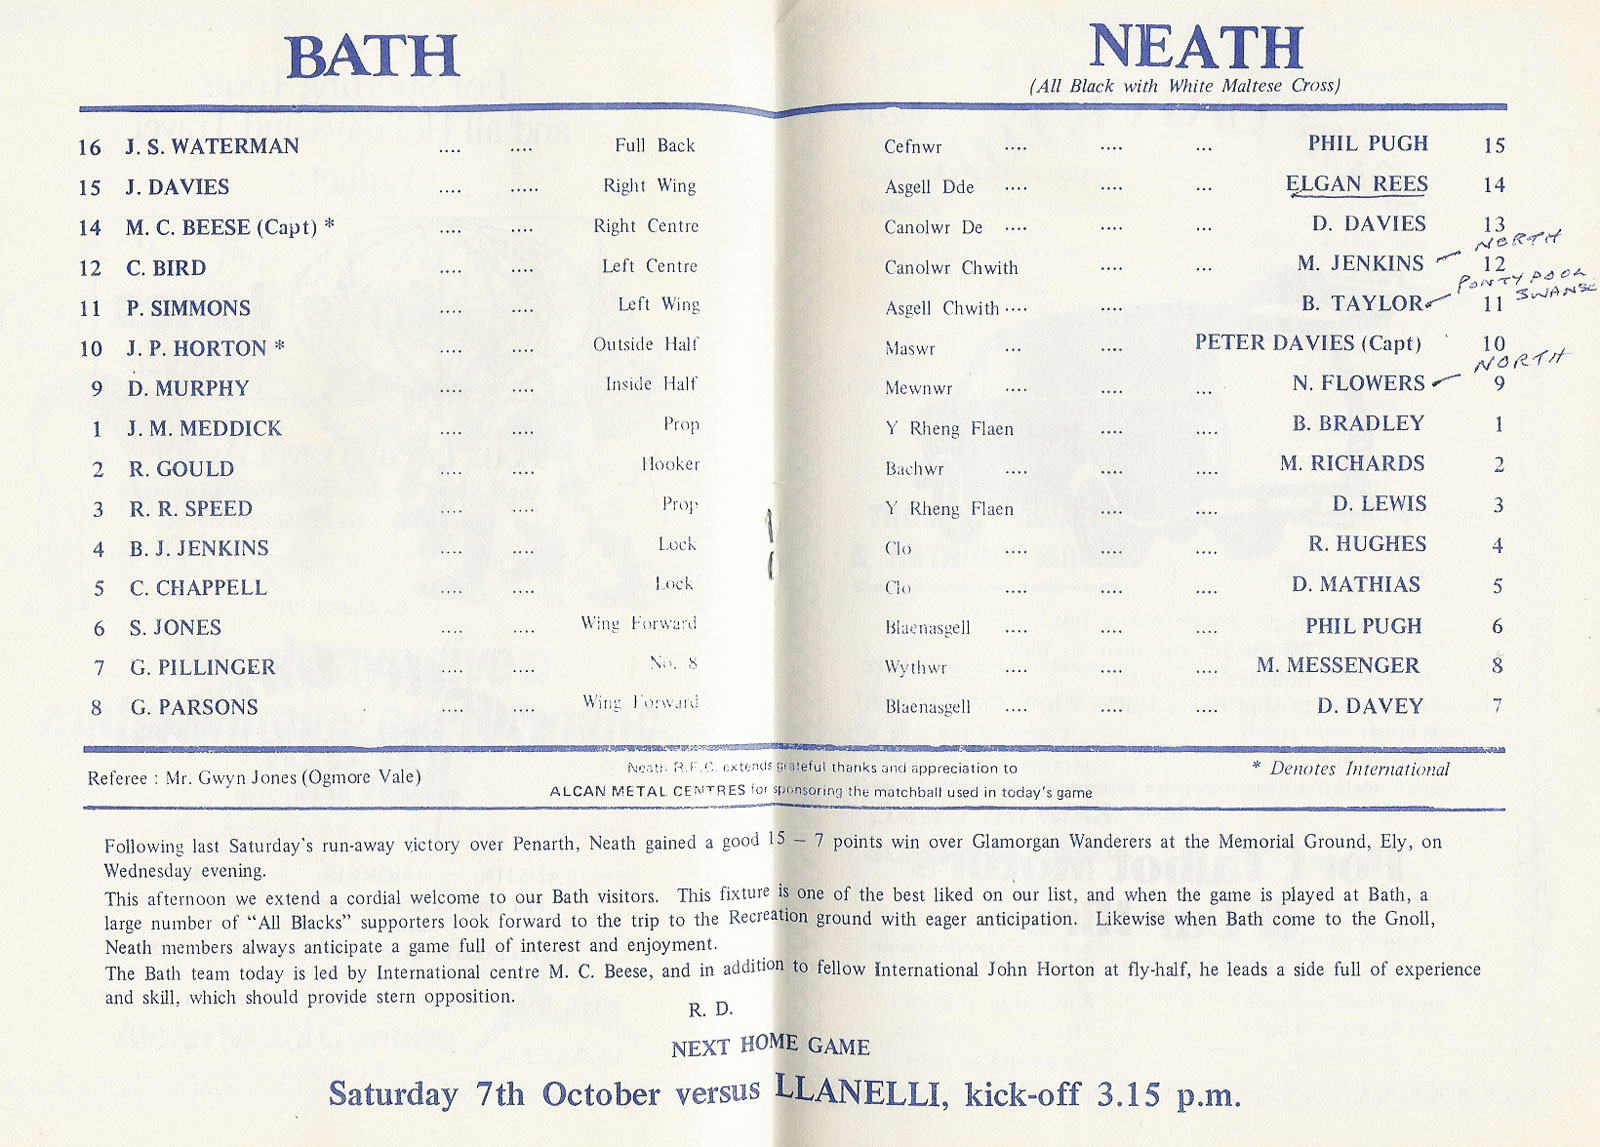 BATH
16 J. S. WATERMAN .... .... Full Back
15 J. DAVIES .... ..... Right Wing
14 M. C. BEESE (Capt) * .... .... Right Centre
12 C. BIRD .... .... Left Centre
11 P. SIMMONS .... .... Left Wing
10 J. P. HORTON * .... .... Outside Half
9 D. MURPHY .... .... Inside Half
1 J. M. MEDDICK .... .... Prop
2 R. GOULD .... .... Hooker
3 R. R. SPEED .... .... Prop
4 B. J. JENKINS .... .... Lock
5 C. CHAPPELL .... .... Lock
6 S. JONES .... .... Wing Forward
7 G. PILLINGER .... .... No. 8
8 G. PARSONS .... .... Wing Forward
NEATH
(All Black with White Maltese Cross)
Cefnwr .... .... ... PHIL PUGH 15
Asgell Dde .... .... ... ELGAN REES 14
Canolwr De .... .... ... D. DAVIES 13
NORTH
Canolwr Chwith .... ... M. JENKINS 12
PONTYPOOL
SWANSE
Asgell Chwith .... .... B. TAYLOR 11
Maswr ... .... PETER DAVIES (Capt) 10
NORTH
Mewnwr .... .... ... N. FLOWERS 9
Y Rheng Flaen .... .... B. BRADLEY 1
Bachwr .... .... .... M. RICHARDS 2
Y Rheng Flaen .... .... D. LEWIS 3
Clo .... .... .... R. HUGHES 4
Clo .... .... .... D. MATHIAS 5
Blaenasgell .... .... .... PHIL PUGH 6
Wythwr .... .... .... M. MESSENGER 8
Blaenasgell .... .... .... D. DAVEY 7
Referee : Mr. Gwyn Jones (Ogmore Vale)
Neath R.F.C. extends grateful thanks and appreciation to
ALCAN METAL CENTRES for sponsoring the matchball used in today's game
* Denotes International
Following last Saturday's run-away victory over Penarth, Neath gained a good 15 – 7 points win over Glamorgan Wanderers at the Memorial Ground, Ely, on
Wednesday evening.
This afternoon we extend a cordial welcome to our Bath visitors. This fixture is one of the best liked on our list, and when the game is played at Bath, a
large number of "All Blacks" supporters look forward to the trip to the Recreation ground with eager anticipation. Likewise when Bath come to the Gnoll,
Neath members always anticipate a game full of interest and enjoyment.
The Bath team today is led by International centre M. C. Beese, and in addition to fellow International John Horton at fly-half, he leads a side full of experience
and skill, which should provide stern opposition.
R. D.
NEXT HOME GAME
Saturday 7th October versus LLANELLI, kick-off 3.15 p.m.